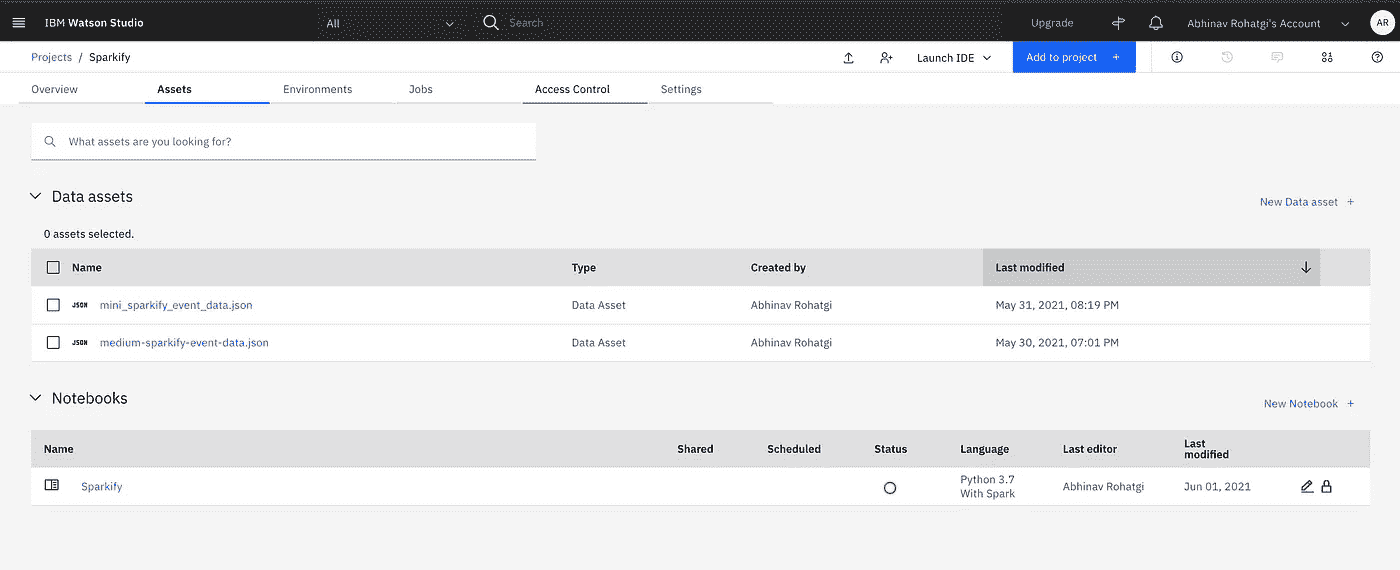 IBM Watson Studio
All
Search
Upgrade
Abhinav Rohatgi's Account
AR
Projects / Sparkify
Launch IDE
Add to project +
Overview
Assets
Environments
Jobs
Access Control
Settings
What assets are you looking for?
Data assets
New Data asset +
0 assets selected.
Name Type Created by Last modified
JSON mini_sparkify_event_data.json Data Asset Abhinav Rohatgi May 31, 2021, 08:19 PM
JSON medium-sparkify-event-data.json Data Asset Abhinav Rohatgi May 30, 2021, 07:01 PM
Notebooks
New Notebook +
Name Shared Scheduled Status Language Last editor Last modified
Sparkify Python 3.7 With Spark Abhinav Rohatgi Jun 01, 2021